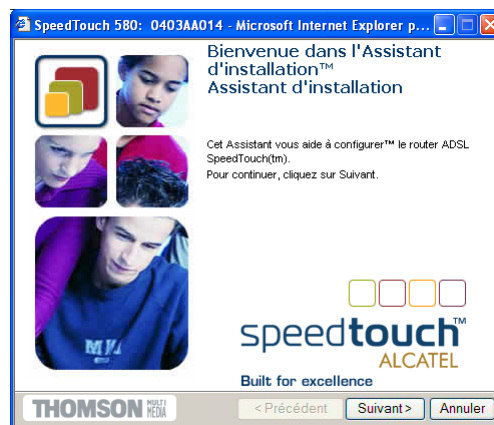 SpeedTouch 580: 0403AA014 - Microsoft Internet Explorer p...
Bienvenue dans l'Assistant
d'installation™
Assistant d'installation
Cet Assistant vous aide à configurer™ le router ADSL
SpeedTouch(tm).
Pour continuer, cliquez sur Suivant.
speedtouch™
ALCATEL
Built for excellence
THOMSON MULTI MEDIA
< Précédent
Suivant >
Annuler